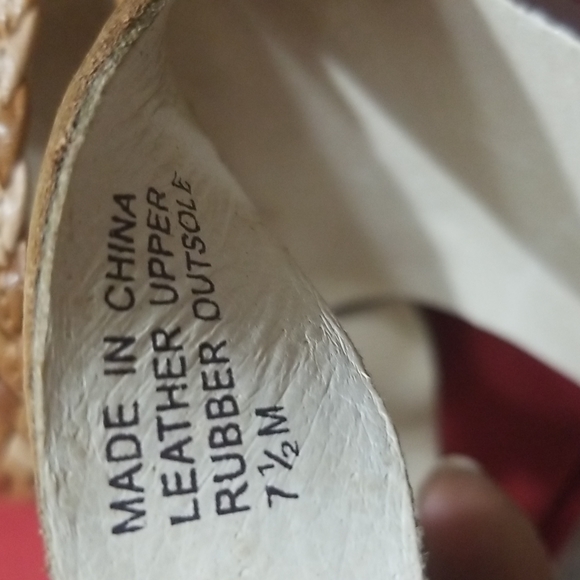 MADE IN CHINA
LEATHER UPPER
RUBBER OUTSOLE
7 ½ M